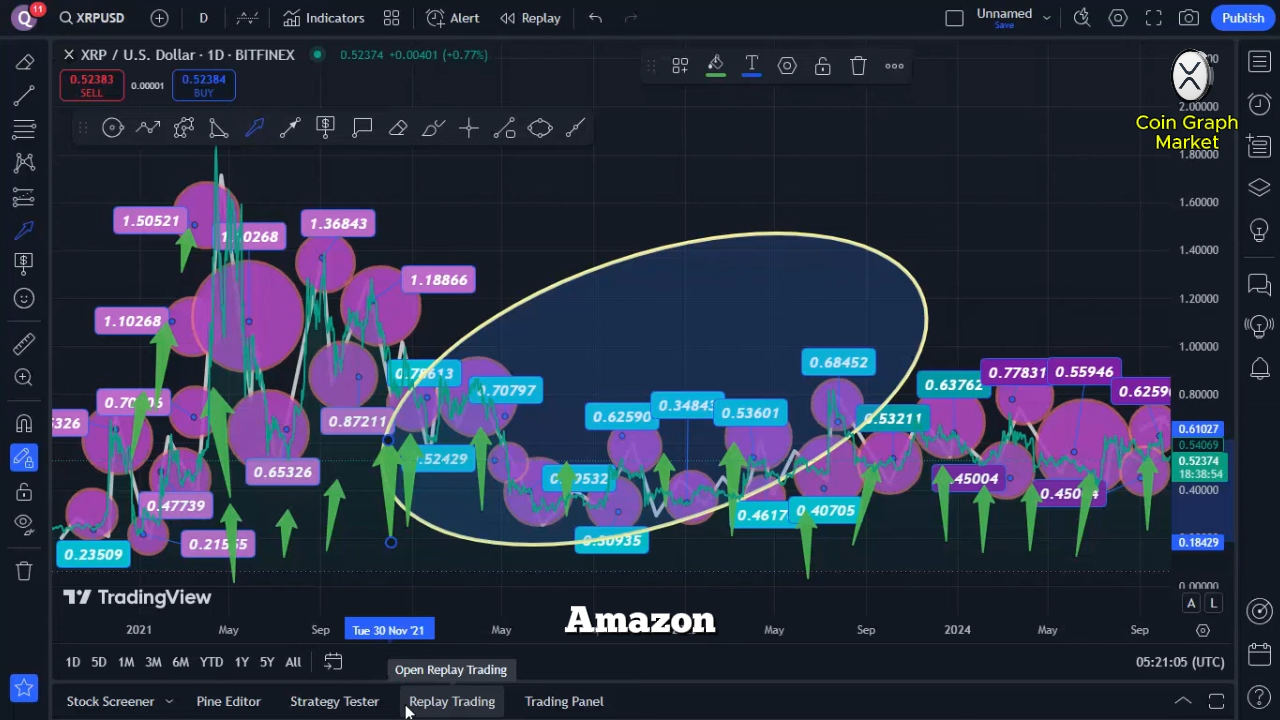 Q
11
XRPUSD
D
Indicators
Alert
Replay
Unnamed
Save
Publish
XRP / U.S. Dollar · 1D · BITFINEX
0.52374 +0.00401 (+0.77%)
0.52383
SELL
0.00001
0.52384
BUY
Coin Graph
Market
2.00000
1.80000
1.60000
1.40000
1.20000
1.00000
0.80000
0.61027
0.54069
0.52374
18:38:54
0.40000
0.18429
0.00000
1.50521
1.36843
1.18866
1.10268
0.87211
0.65326
0.47739
0.23509
0.78613
0.70797
0.52429
0.62590
0.34843
0.53601
0.68452
0.53211
0.30935
0.40705
0.63762
0.77831
0.55946
TradingView
Amazon
A
L
2021
May
Sep
Tue 30 Nov '21
May
May
Sep
2024
May
Sep
1D
5D
1M
3M
6M
YTD
1Y
5Y
All
05:21:05 (UTC)
Open Replay Trading
Stock Screener
Pine Editor
Strategy Tester
Replay Trading
Trading Panel